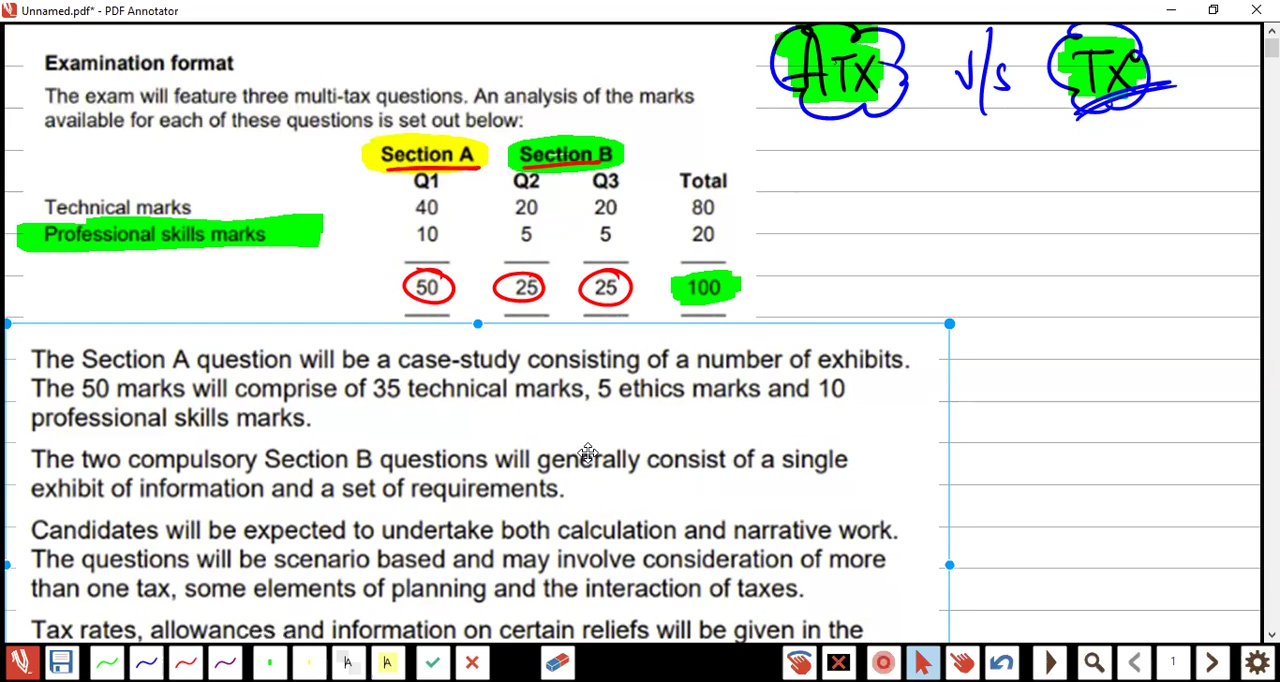 Unnamed.pdf* - PDF Annotator
ATX v/s TX
Examination format
The exam will feature three multi-tax questions. An analysis of the marks
available for each of these questions is set out below:
Section A Section B
Q1 Q2 Q3 Total
Technical marks 40 20 20 80
Professional skills marks 10 5 5 20
50 25 25 100
The Section A question will be a case-study consisting of a number of exhibits.
The 50 marks will comprise of 35 technical marks, 5 ethics marks and 10
professional skills marks.
The two compulsory Section B questions will generally consist of a single
exhibit of information and a set of requirements.
Candidates will be expected to undertake both calculation and narrative work.
The questions will be scenario based and may involve consideration of more
than one tax, some elements of planning and the interaction of taxes.
Tax rates, allowances and information on certain reliefs will be given in the
A A 1